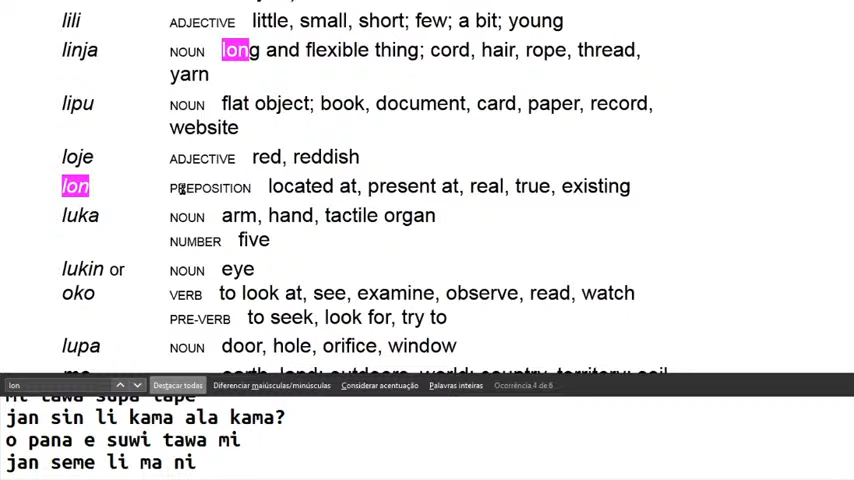 lili ADJECTIVE little, small, short; few; a bit; young
linja NOUN long and flexible thing; cord, hair, rope, thread,
yarn
lipu NOUN flat object; book, document, card, paper, record,
website
loje ADJECTIVE red, reddish
lon PREPOSITION located at, present at, real, true, existing
luka NOUN arm, hand, tactile organ
NUMBER five
lukin or NOUN eye
oko VERB to look at, see, examine, observe, read, watch
PRE-VERB to seek, look for, try to
lupa NOUN door, hole, orifice, window
lon Destacar todas Diferenciar maiúsculas/minúsculas Considerar acentuação Palavras inteiras Ocorrência 4 de 6
mi tawa supa lape
jan sin li kama ala kama?
o pana e suwi tawa mi
jan seme li ma ni